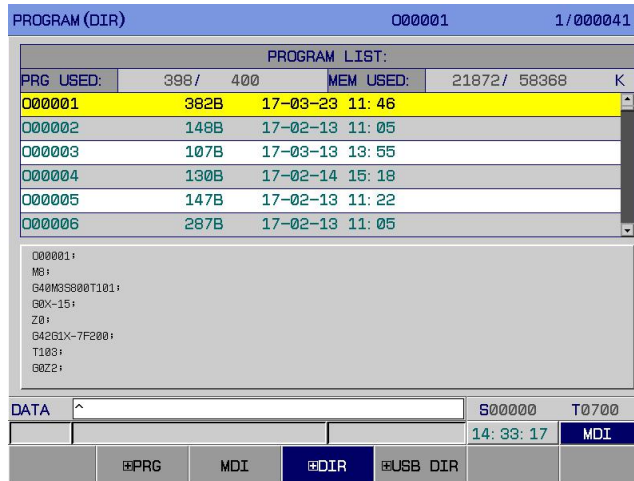 PROGRAM(DIR) O00001 1/000041
PROGRAM LIST:
PRG USED: 398/ 400 MEM USED: 21872/ 58368 K
O00001 382B 17-03-23 11:46
O00002 148B 17-02-13 11:05
O00003 107B 17-03-13 13:55
O00004 130B 17-02-14 15:18
O00005 147B 17-02-13 11:22
O00006 287B 17-02-13 11:05
O00001;
M8;
G40M3S800T101;
G0X-15;
Z0;
G42G1X-7F200;
T103;
G0Z2;
DATA ^ S00000 T0700
14:33:17 MDI
⊞PRG MDI ⊞DIR ⊞USB DIR